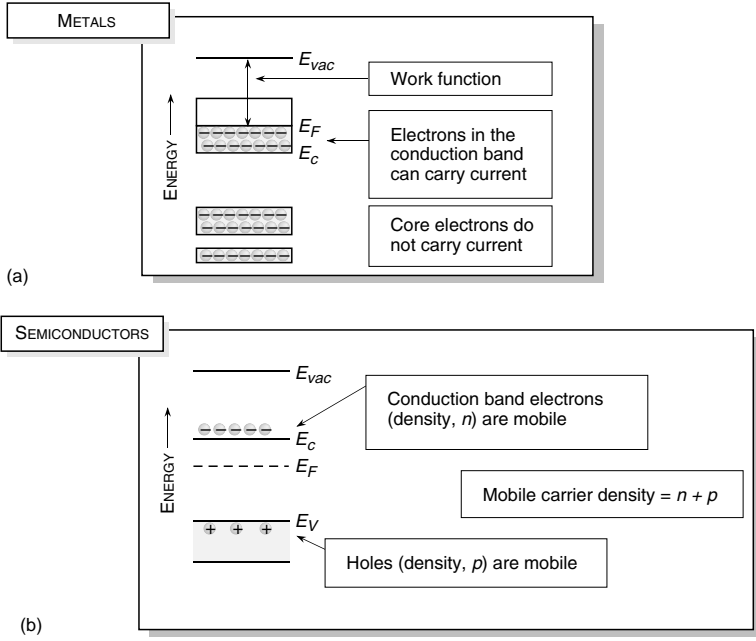 METALS
E_vac
Work function
ENERGY
E_F
E_c
Electrons in the
conduction band
can carry current
Core electrons do
not carry current
(a)
SEMICONDUCTORS
E_vac
Conduction band electrons
(density, n) are mobile
ENERGY
E_c
E_F
Mobile carrier density = n + p
E_V
Holes (density, p) are mobile
(b)